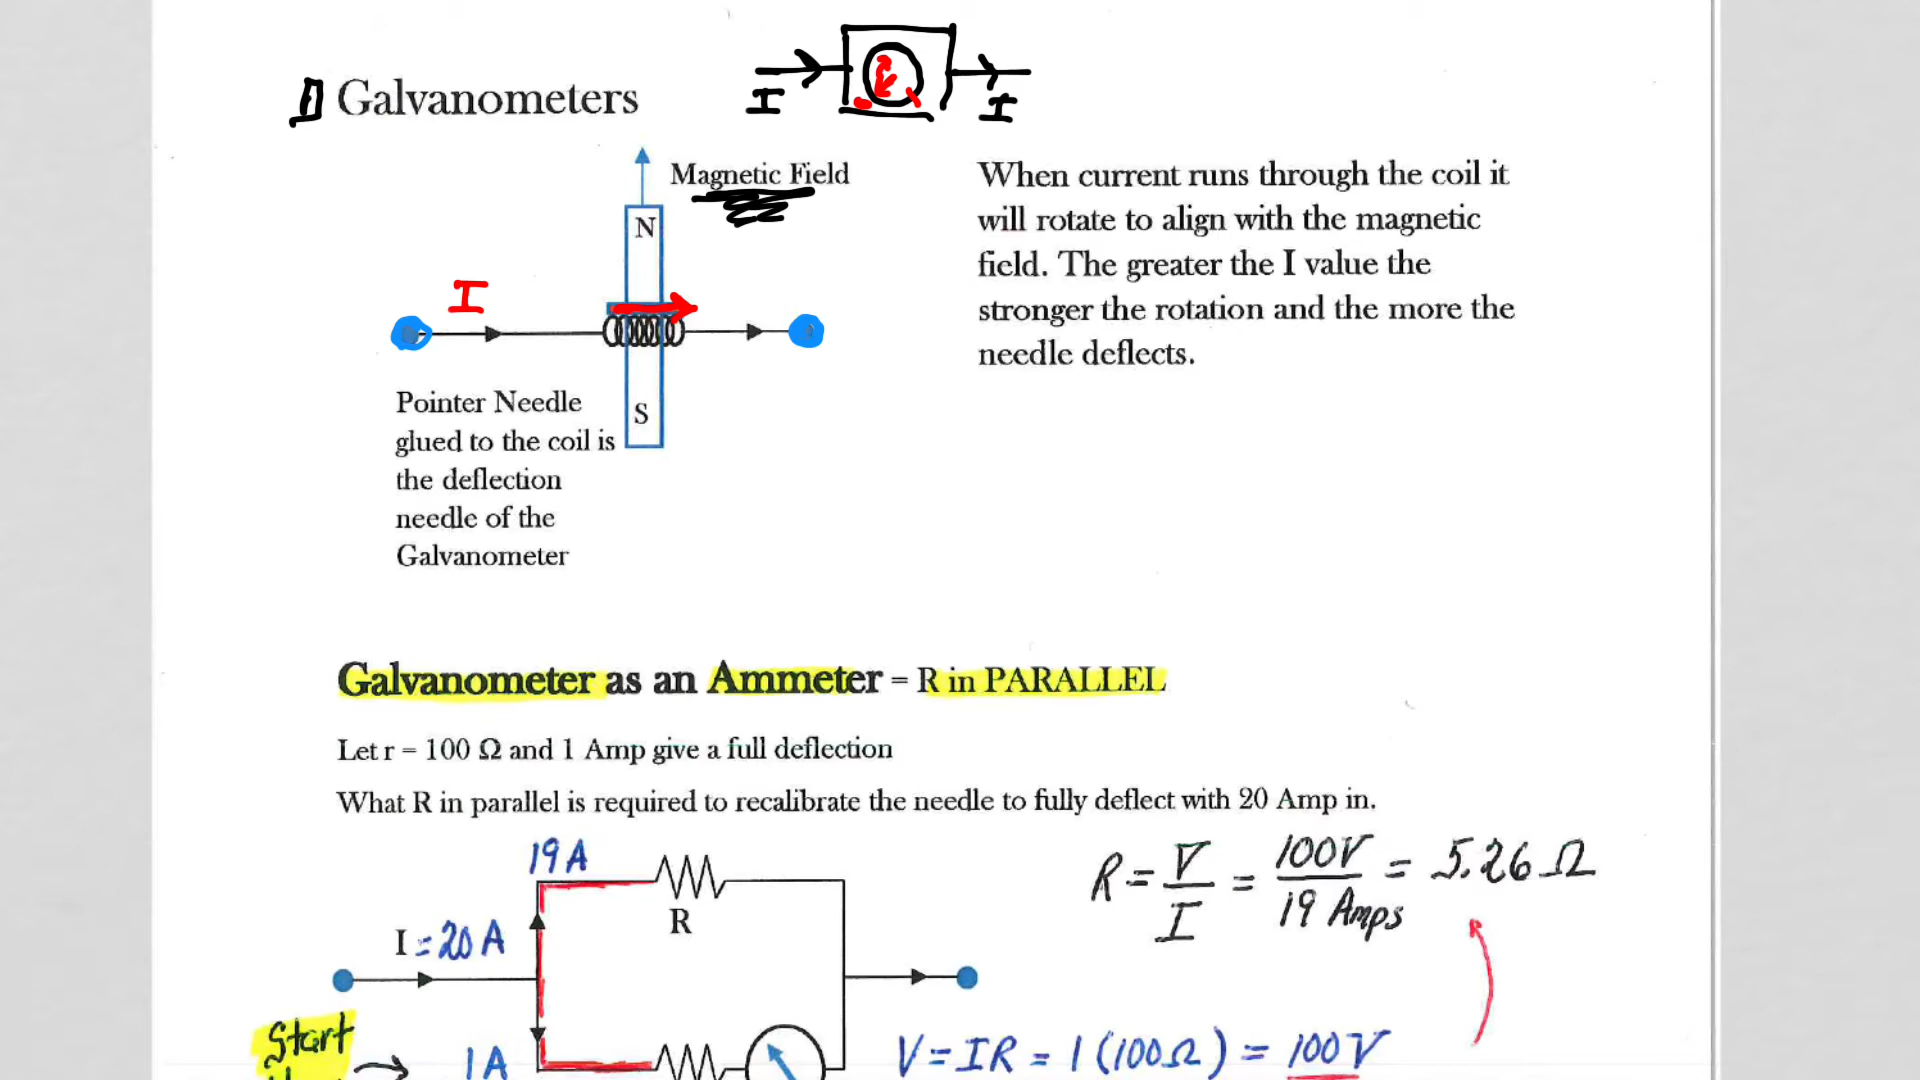 1) Galvanometers
I
I
Magnetic Field
N
I
S
Pointer Needle
glued to the coil is
the deflection
needle of the
Galvanometer
When current runs through the coil it
will rotate to align with the magnetic
field. The greater the I value the
stronger the rotation and the more the
needle deflects.
Galvanometer as an Ammeter = R in PARALLEL
Let r = 100 Ω and 1 Amp give a full deflection
What R in parallel is required to recalibrate the needle to fully deflect with 20 Amp in.
19 A
R
I = 20 A
R = V/I = 100V/19 Amps = 5.26 Ω
Start
1 A
V = IR = 1 (100Ω) = 100 V